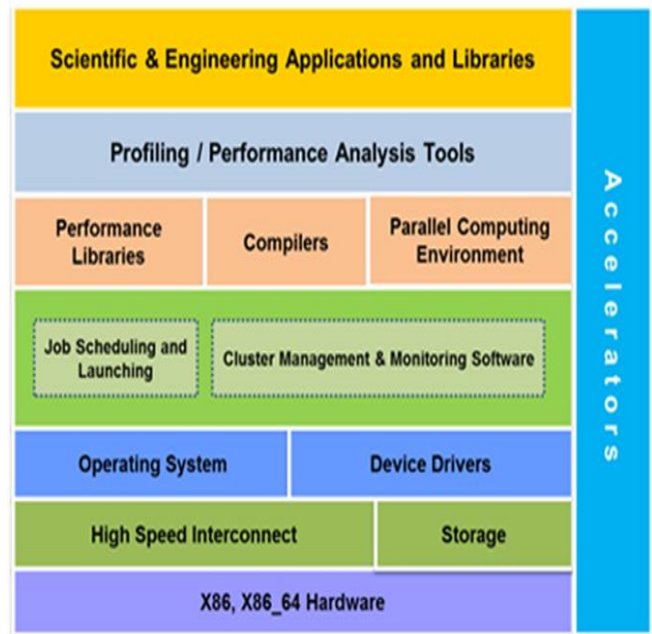 Scientific & Engineering Applications and Libraries
Profiling / Performance Analysis Tools
Performance
Libraries
Compilers
Parallel Computing
Environment
Job Scheduling and
Launching
Cluster Management & Monitoring Software
Operating System
Device Drivers
High Speed Interconnect
Storage
X86, X86_64 Hardware
Accelerators